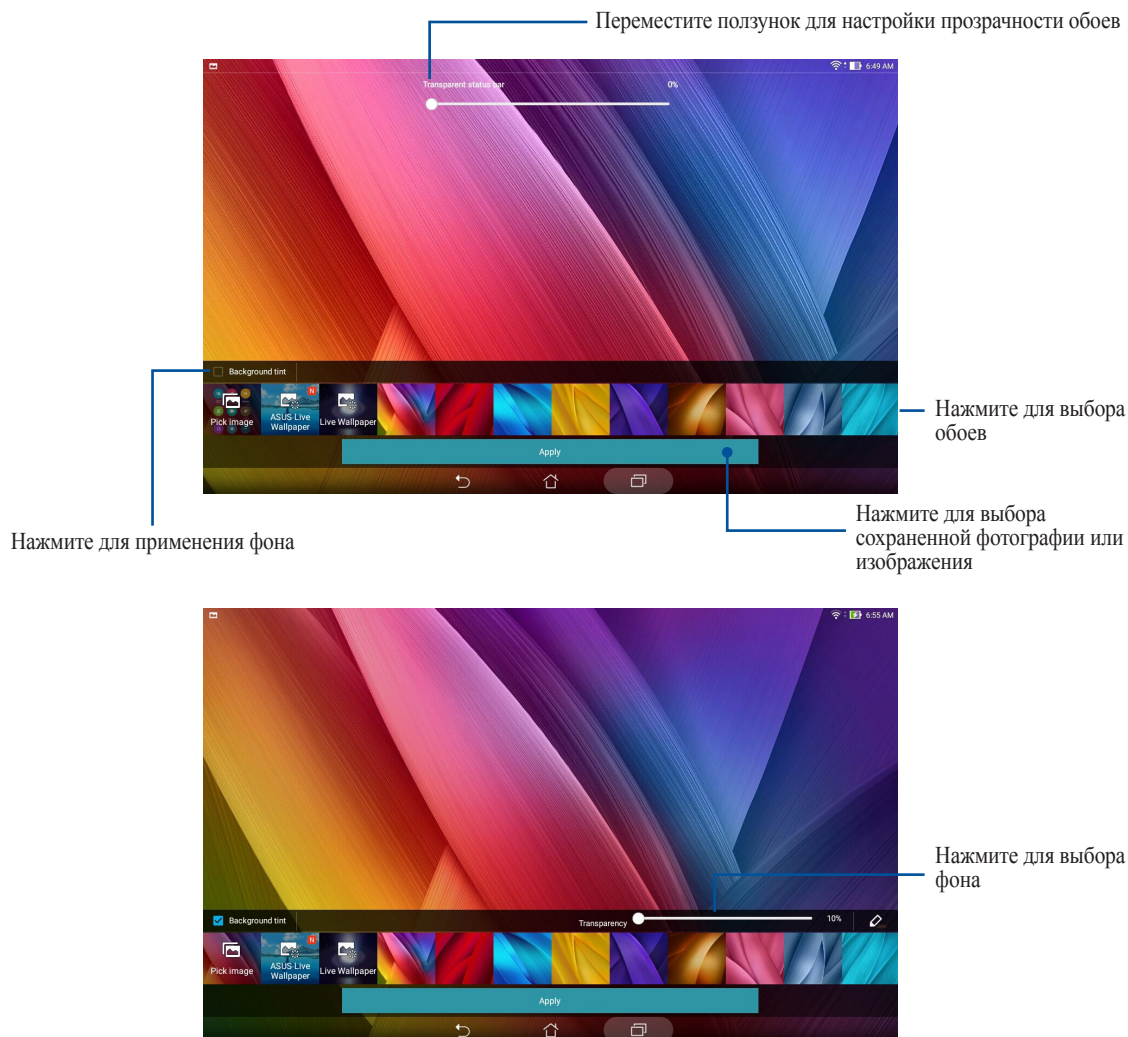 Переместите ползунок для настройки прозрачности обоев
6:49 AM
Transparent status bar 0%
Background tint
Pick image
ASUS Live
Wallpaper
N
Live Wallpaper
Нажмите для выбора
обоев
Apply
Нажмите для применения фона
Нажмите для выбора
сохраненной фотографии или
изображения
6:55 AM
Нажмите для выбора
фона
Background tint
Transparency 10%
Pick image
ASUS Live
Wallpaper
N
Live Wallpaper
Apply